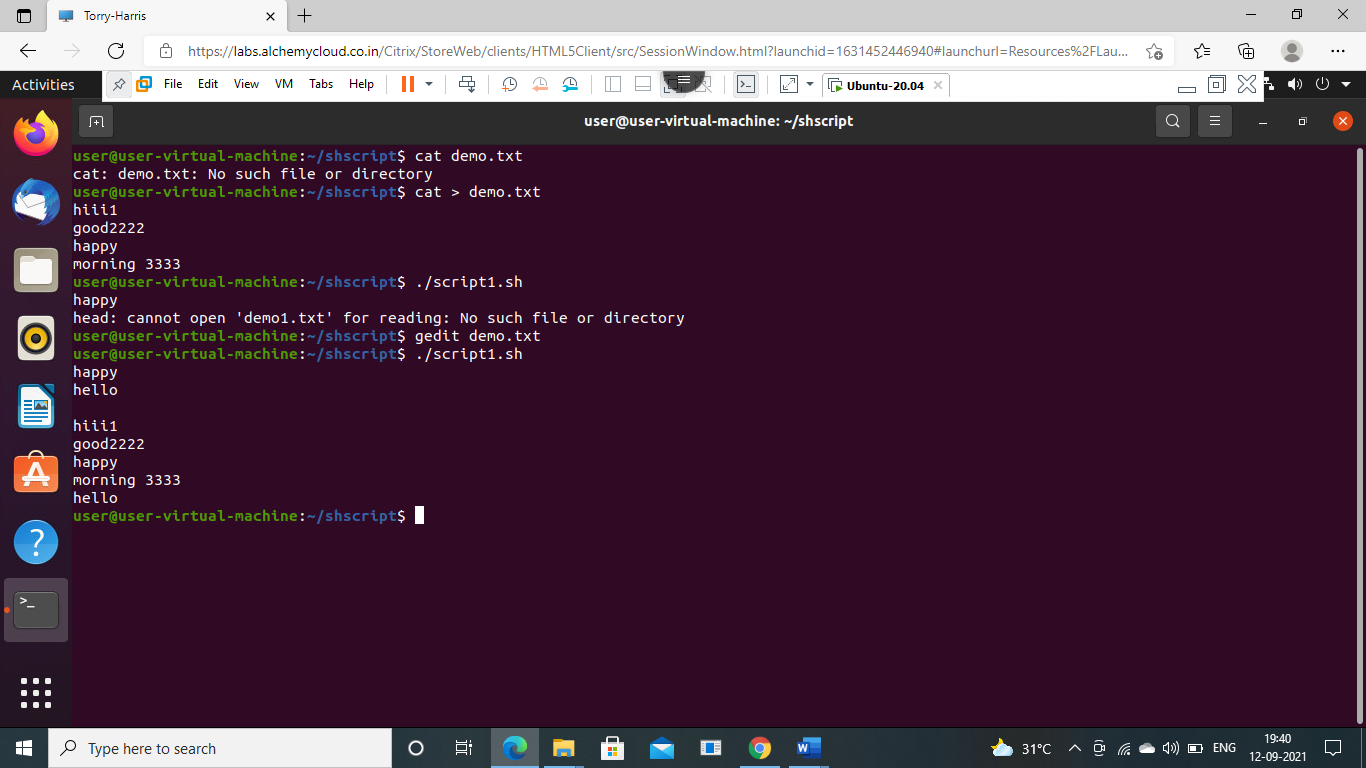 Torry-Harris
https://labs.alchemycloud.co.in/Citrix/StoreWeb/clients/HTML5Client/src/SessionWindow.html?launchid=1631452446940#launchurl=Resources%2FLau...
Activities
File Edit View VM Tabs Help
Ubuntu-20.04
user@user-virtual-machine: ~/shscript
user@user-virtual-machine:~/shscript$ cat demo.txt
cat: demo.txt: No such file or directory
user@user-virtual-machine:~/shscript$ cat > demo.txt
hiii1
good2222
happy
morning 3333
user@user-virtual-machine:~/shscript$ ./script1.sh
happy
head: cannot open 'demo1.txt' for reading: No such file or directory
user@user-virtual-machine:~/shscript$ gedit demo.txt
user@user-virtual-machine:~/shscript$ ./script1.sh
happy
hello
hiii1
good2222
happy
morning 3333
hello
user@user-virtual-machine:~/shscript$
Type here to search
31°C
ENG
19:40
12-09-2021